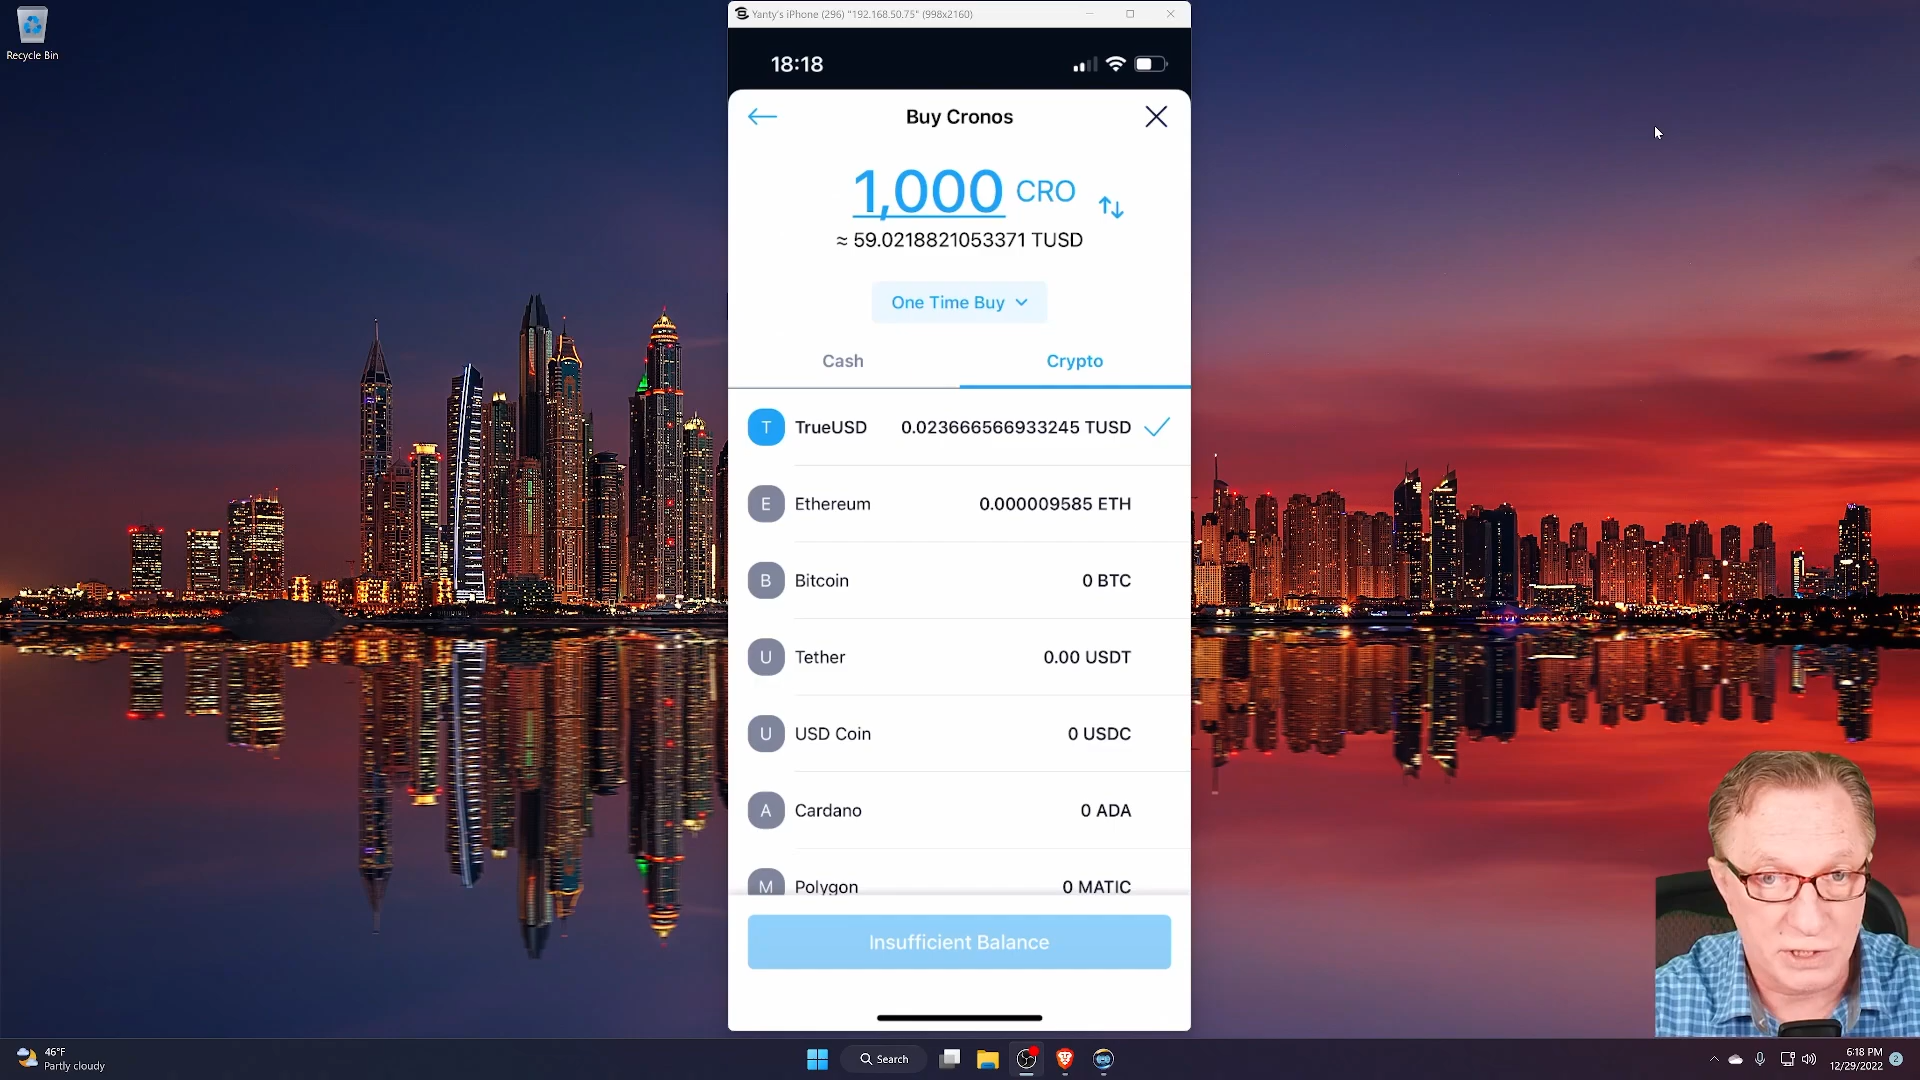 Recycle Bin
Yanty's iPhone (296) "192.168.50.75" (998x2160)
18:18
Buy Cronos
1,000 CRO
≈ 59.0218821053371 TUSD
One Time Buy
Cash
Crypto
T TrueUSD 0.023666566933245 TUSD
E Ethereum 0.000009585 ETH
B Bitcoin 0 BTC
U Tether 0.00 USDT
U USD Coin 0 USDC
A Cardano 0 ADA
M Polygon 0 MATIC
Insufficient Balance
46°F
Partly cloudy
Search
6:18 PM
12/29/2022
2